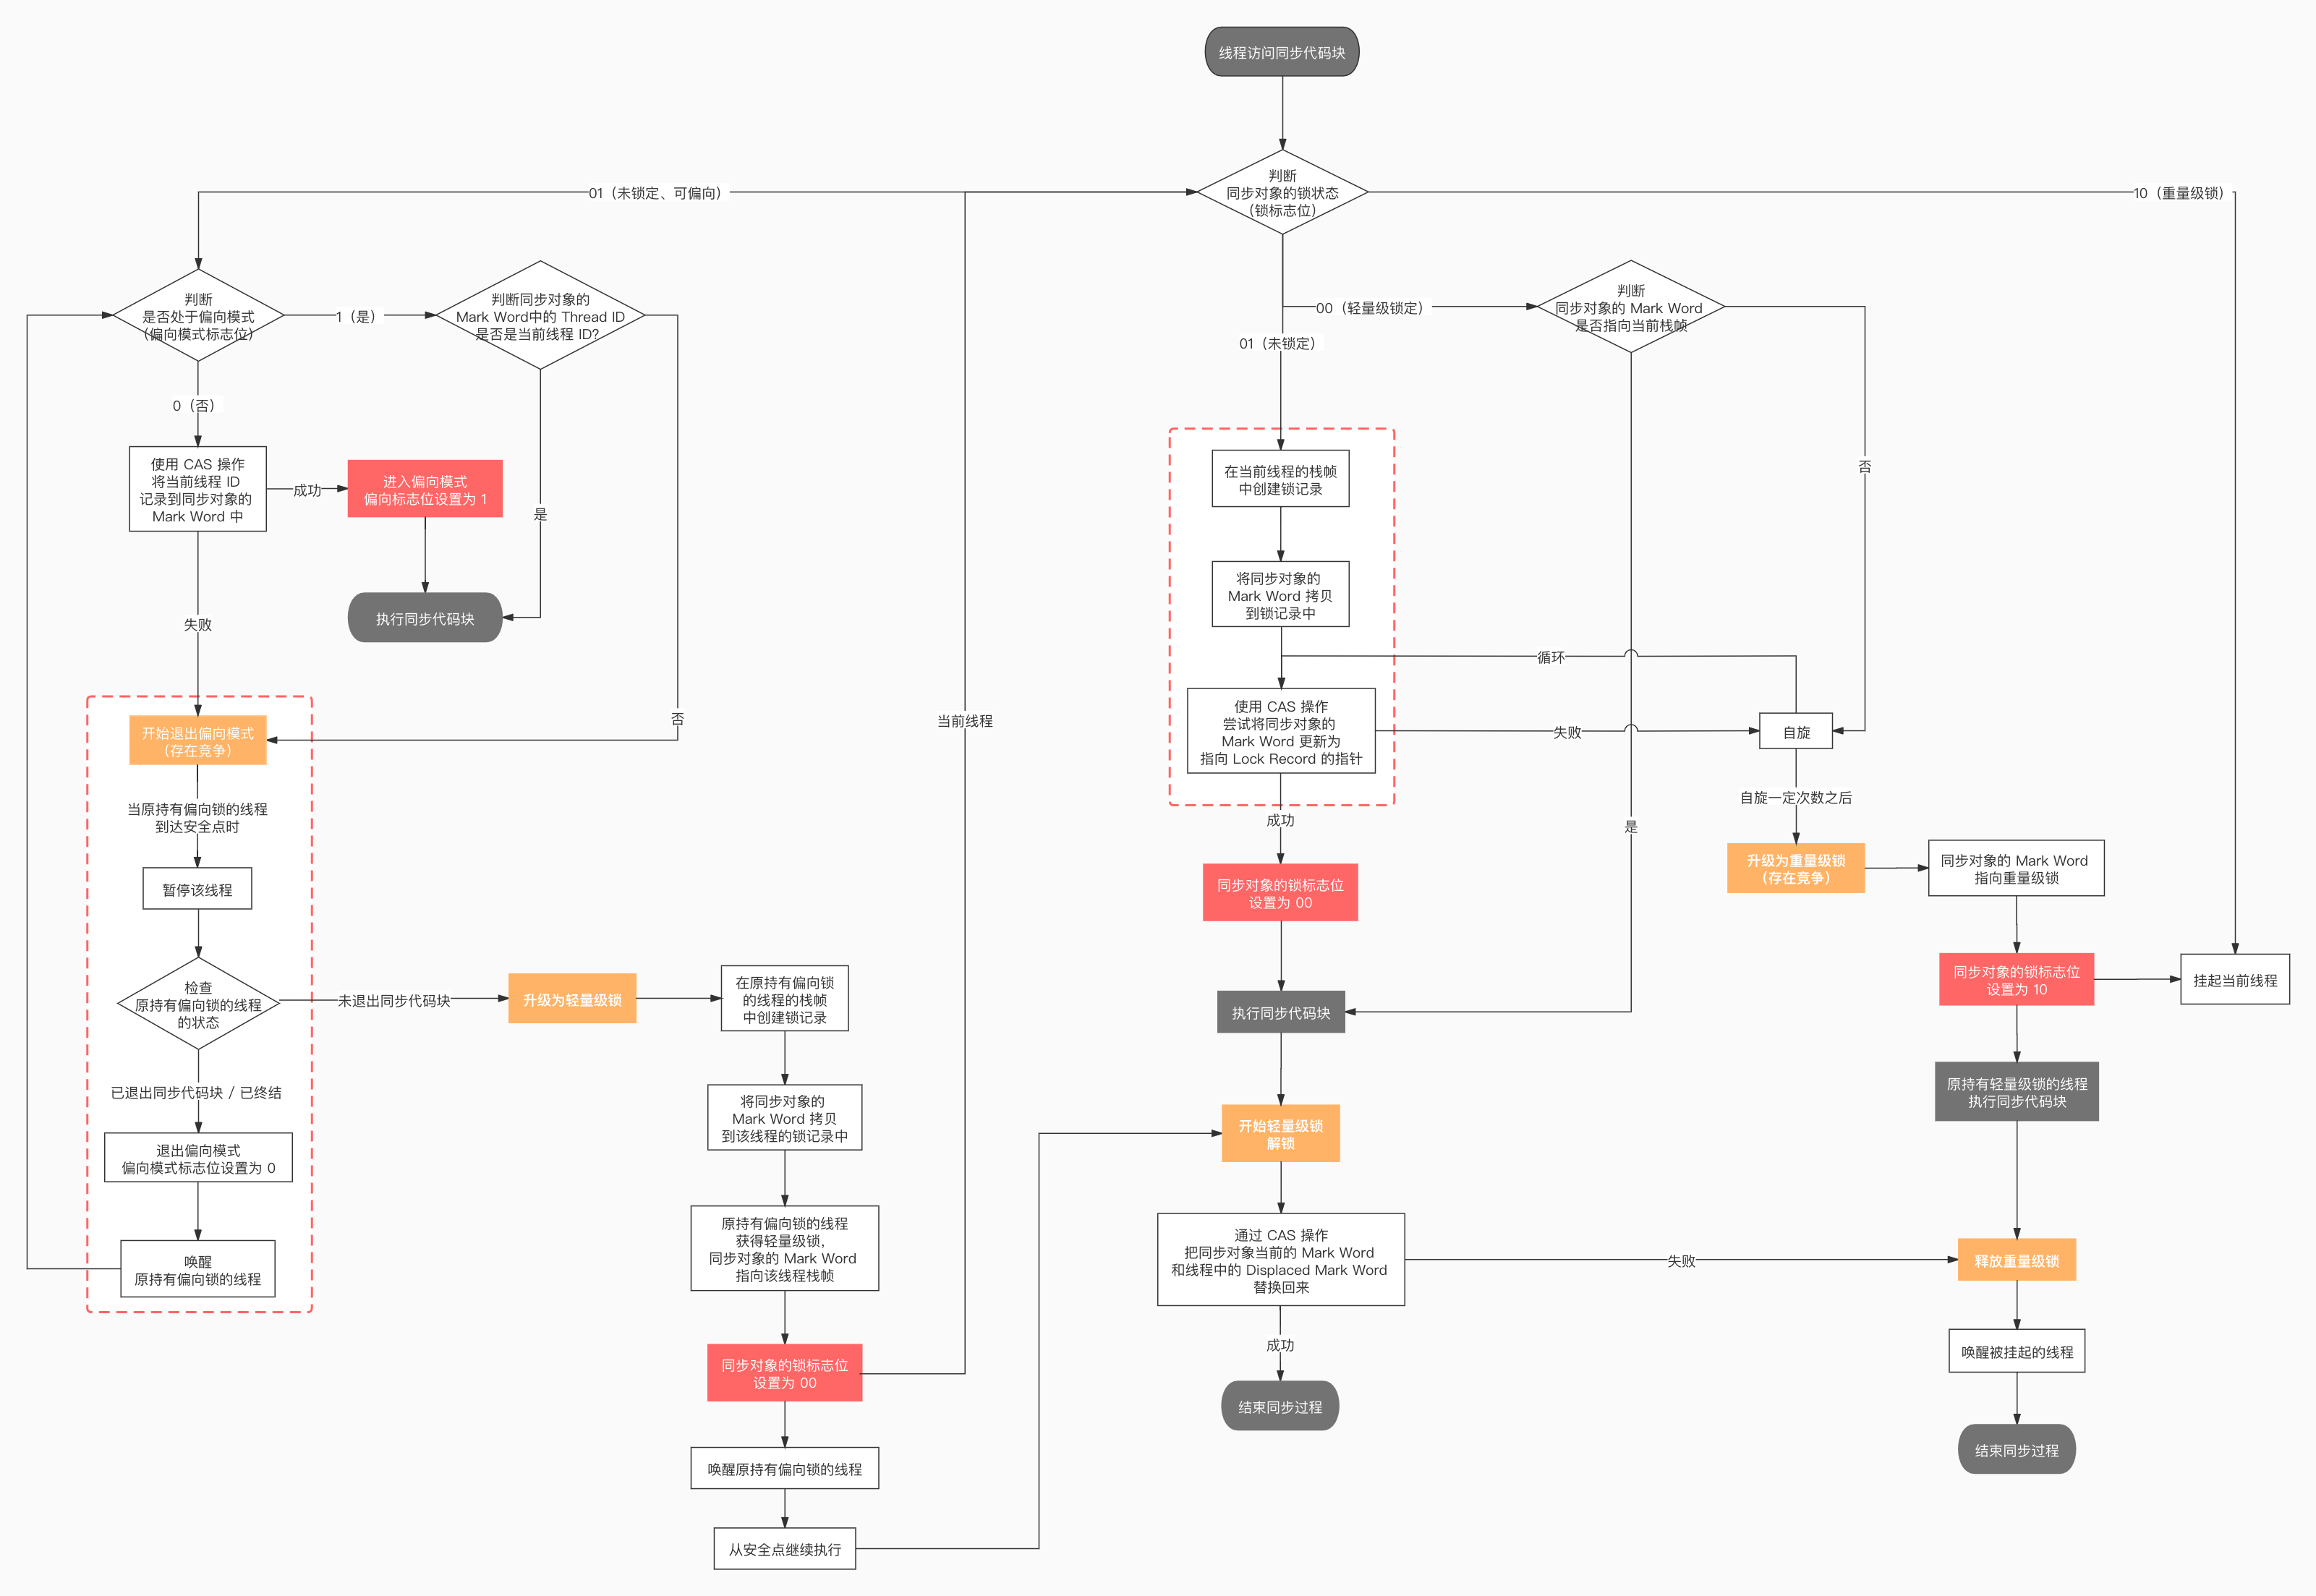 线程访问同步代码块
判断
同步对象的锁状态
(锁标志位)
01（未锁定、可偏向）
10（重量级锁）
判断
是否处于偏向模式
(偏向模式标志位)
1（是）
判断同步对象的
Mark Word中的 Thread ID
是否是当前线程 ID？
00（轻量级锁定）
判断
同步对象的 Mark Word
是否指向当前栈帧
01（未锁定）
0（否）
使用 CAS 操作
将当前线程 ID
记录到同步对象的
Mark Word 中
成功
进入偏向模式
偏向标志位设置为 1
是
执行同步代码块
失败
否
开始退出偏向模式
（存在竞争）
当原持有偏向锁的线程
到达安全点时
暂停该线程
检查
原持有偏向锁的线程
的状态
未退出同步代码块
已退出同步代码块 / 已终结
退出偏向模式
偏向模式标志位设置为 0
唤醒
原持有偏向锁的线程
升级为轻量级锁
在原持有偏向锁
的线程的栈帧
中创建锁记录
将同步对象的
Mark Word 拷贝
到该线程的锁记录中
原持有偏向锁的线程
获得轻量级锁，
同步对象的 Mark Word
指向该线程栈帧
同步对象的锁标志位
设置为 00
当前线程
唤醒原持有偏向锁的线程
从安全点继续执行
在当前线程的栈帧
中创建锁记录
将同步对象的
Mark Word 拷贝
到锁记录中
循环
使用 CAS 操作
尝试将同步对象的
Mark Word 更新为
指向 Lock Record 的指针
失败
自旋
否
是
成功
同步对象的锁标志位
设置为 00
执行同步代码块
开始轻量级锁
解锁
通过 CAS 操作
把同步对象当前的 Mark Word
和线程中的 Displaced Mark Word
替换回来
失败
成功
结束同步过程
自旋一定次数之后
升级为重量级锁
（存在竞争）
同步对象的 Mark Word
指向重量级锁
同步对象的锁标志位
设置为 10
挂起当前线程
原持有轻量级锁的线程
执行同步代码块
释放重量级锁
唤醒被挂起的线程
结束同步过程